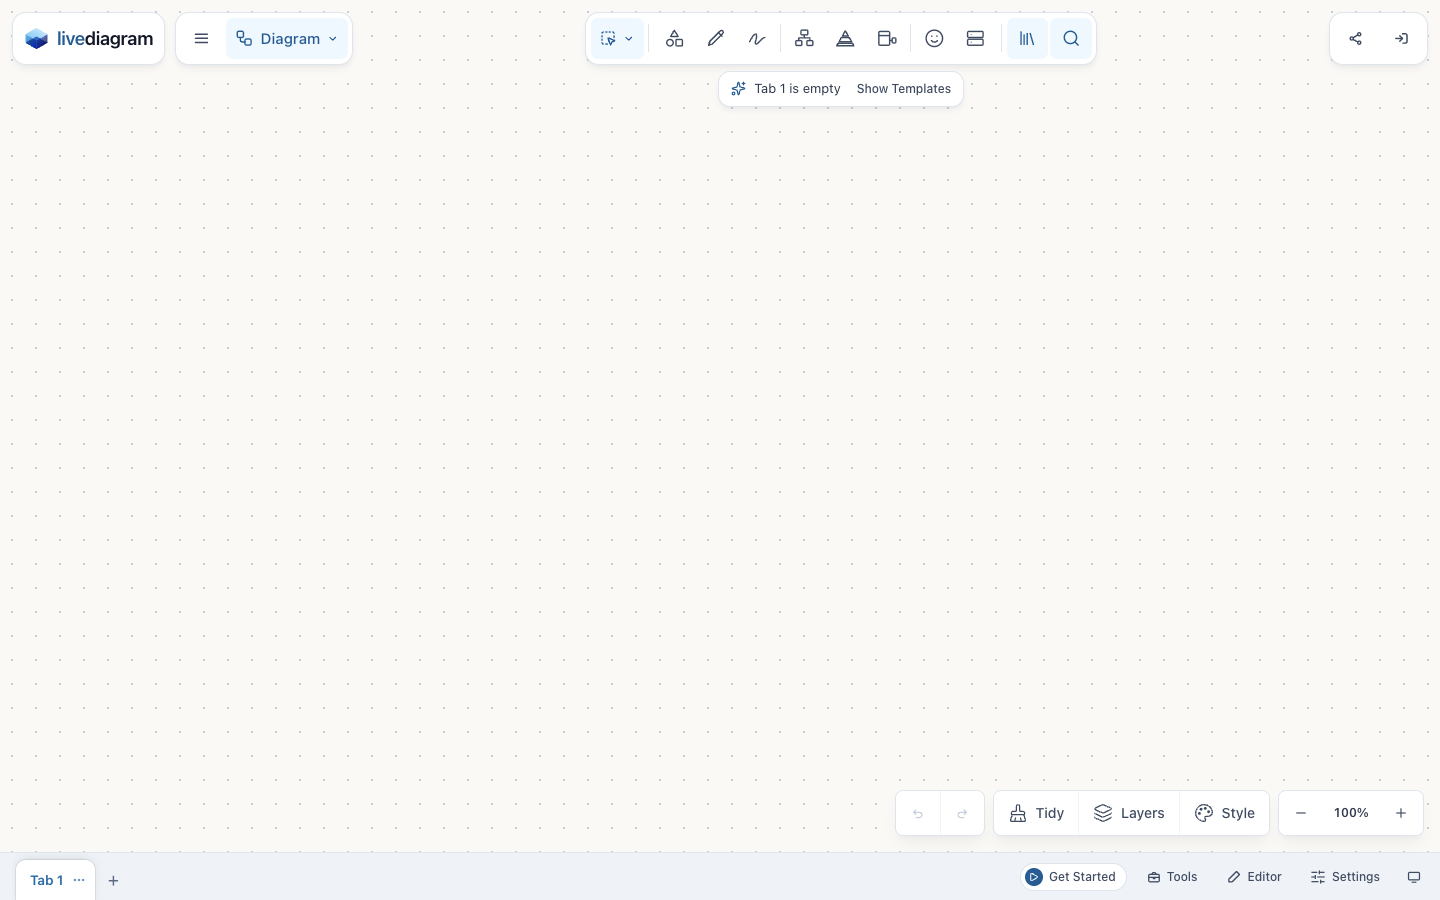 livediagram
Diagram
Tab 1 is empty Show Templates
Tidy
Layers
Style
100%
Tab 1
Get Started
Tools
Editor
Settings